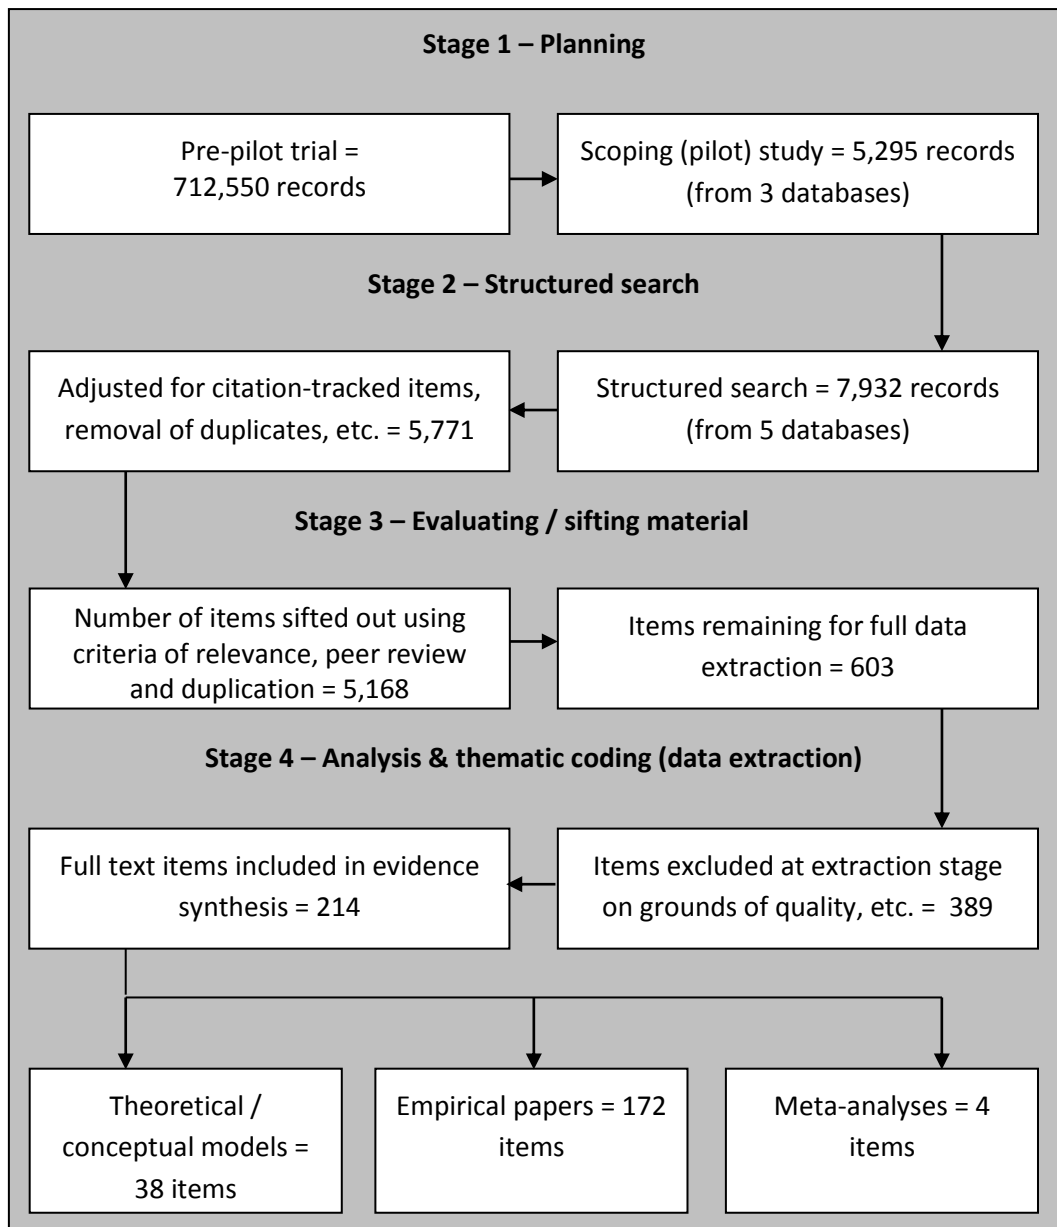 Stage 1 – Planning
Pre-pilot trial =
712,550 records
Scoping (pilot) study = 5,295 records
(from 3 databases)
Stage 2 – Structured search
Adjusted for citation-tracked items,
removal of duplicates, etc. = 5,771
Structured search = 7,932 records
(from 5 databases)
Stage 3 – Evaluating / sifting material
Number of items sifted out using
criteria of relevance, peer review
and duplication = 5,168
Items remaining for full data
extraction = 603
Stage 4 – Analysis & thematic coding (data extraction)
Full text items included in evidence
synthesis = 214
Items excluded at extraction stage
on grounds of quality, etc. = 389
Theoretical /
conceptual models =
38 items
Empirical papers = 172
items
Meta-analyses = 4
items